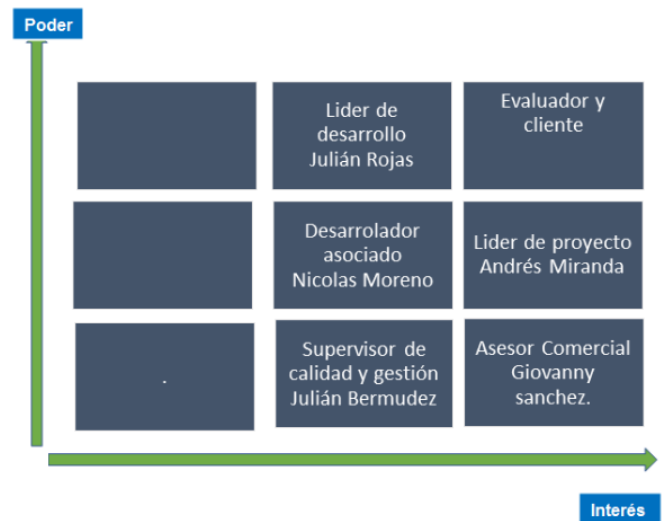 Poder
Lider de
desarrollo
Julián Rojas
Evaluador y
cliente
Desarrolador
asociado
Nicolas Moreno
Lider de proyecto
Andrés Miranda
.
Supervisor de
calidad y gestión
Julián Bermudez
Asesor Comercial
Giovanny
sanchez.
Interés